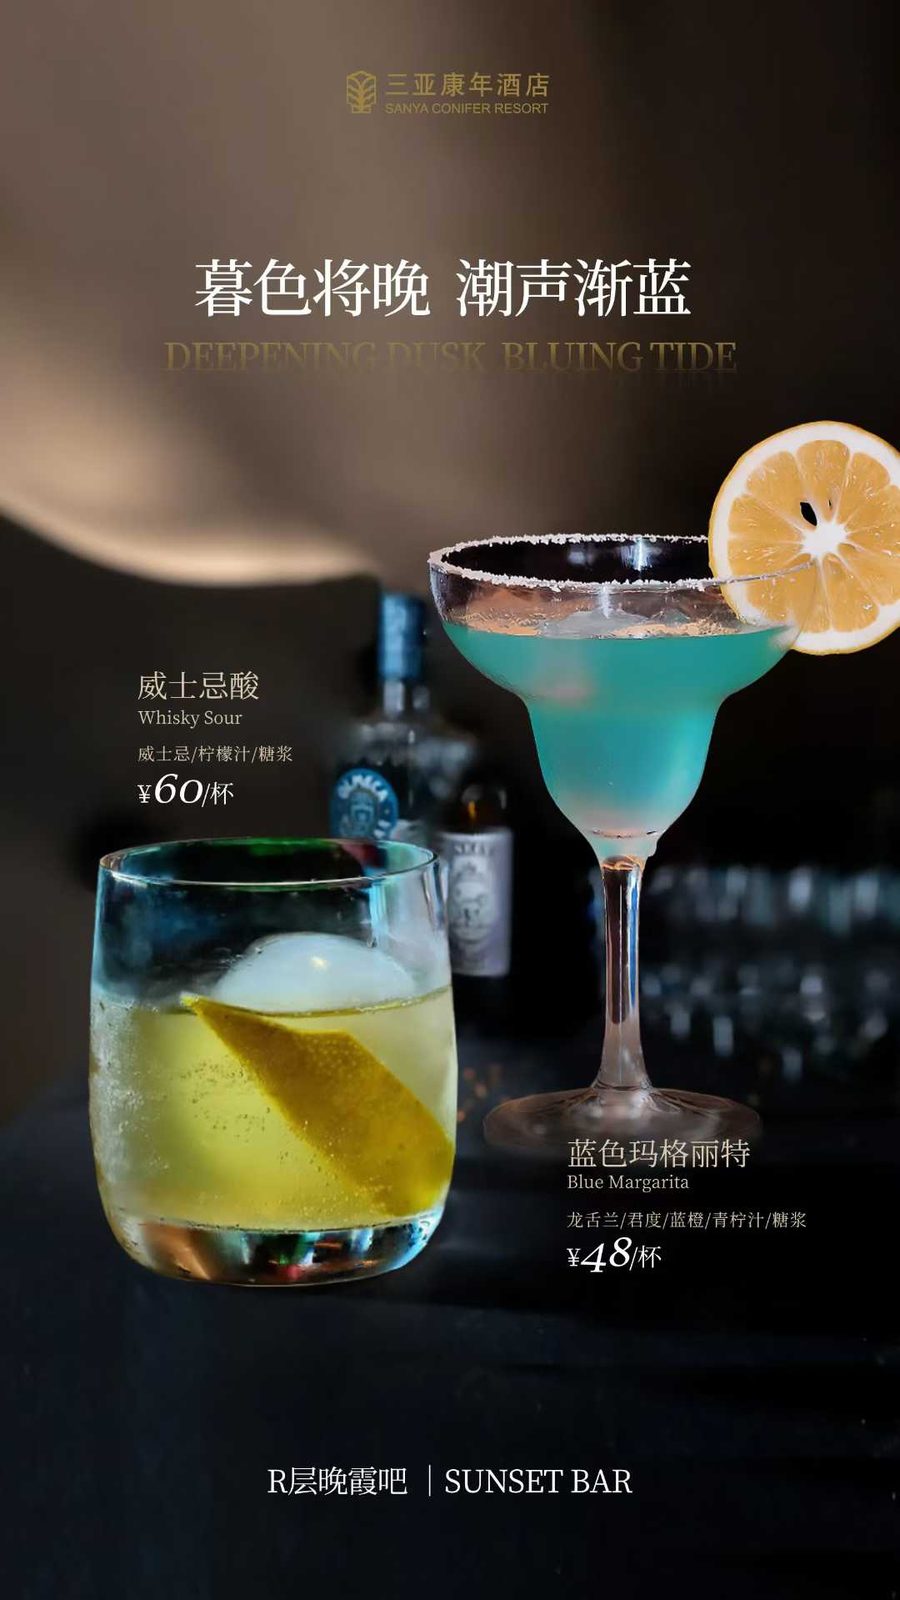 三亚康年酒店
SANYA CONIFER RESORT
暮色将晚 潮声渐蓝
DEEPENING DUSK BLUING TIDE
威士忌酸
Whisky Sour
威士忌/柠檬汁/糖浆
¥60/杯
OLMECA
蓝色玛格丽特
Blue Margarita
龙舌兰/君度/蓝橙/青柠汁/糖浆
¥48/杯
R层晚霞吧 | SUNSET BAR